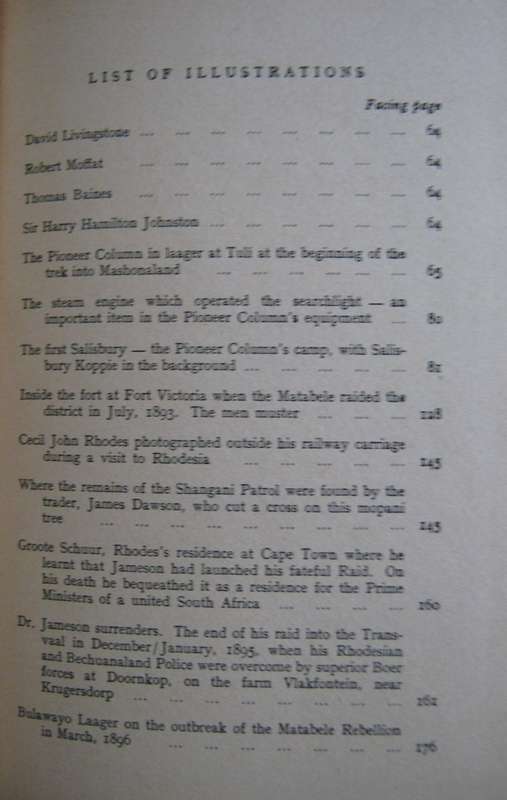 LIST OF ILLUSTRATIONS
Facing page
David Livingstone ... ... ... ... ... ... ... ... 64
Robert Moffat ... ... ... ... ... ... ... ... 64
Thomas Baines ... ... ... ... ... ... ... ... 64
Sir Harry Hamilton Johnston ... ... ... ... ... ... 64
The Pioneer Column in laager at Tuli at the beginning of the
trek into Mashonaland ... ... ... ... ... ... 65
The steam engine which operated the searchlight — an
important item in the Pioneer Column's equipment ...
The first Salisbury — the Pioneer Column's camp, with Salis-
bury Koppie in the background ... ... ... ... ...
Inside the fort at Fort Victoria when the Matabele raided the
district in July, 1893. The men muster ... ... ...
Cecil John Rhodes photographed outside his railway carriage
during a visit to Rhodesia ... ... ... ... ... 145
Where the remains of the Shangani Patrol were found by the
trader, James Dawson, who cut a cross on this mopani
tree ... ... ... ... ... ... ... ... ... 145
Groote Schuur, Rhodes's residence at Cape Town where he
learnt that Jameson had launched his fateful Raid. On
his death he bequeathed it as a residence for the Prime
Ministers of a united South Africa ... ... ... ... 160
Dr. Jameson surrenders. The end of his raid into the Trans-
vaal in December/January, 1895, when his Rhodesian
and Bechuanaland Police were overcome by superior Boer
forces at Doornkop, on the farm Vlakfontein, near
Krugersdorp ... ... ... ... ... ... ... ... 161
Bulawayo Laager on the outbreak of the Matabele Rebellion
in March, 1896 ... ... ... ... ... ... ... 176